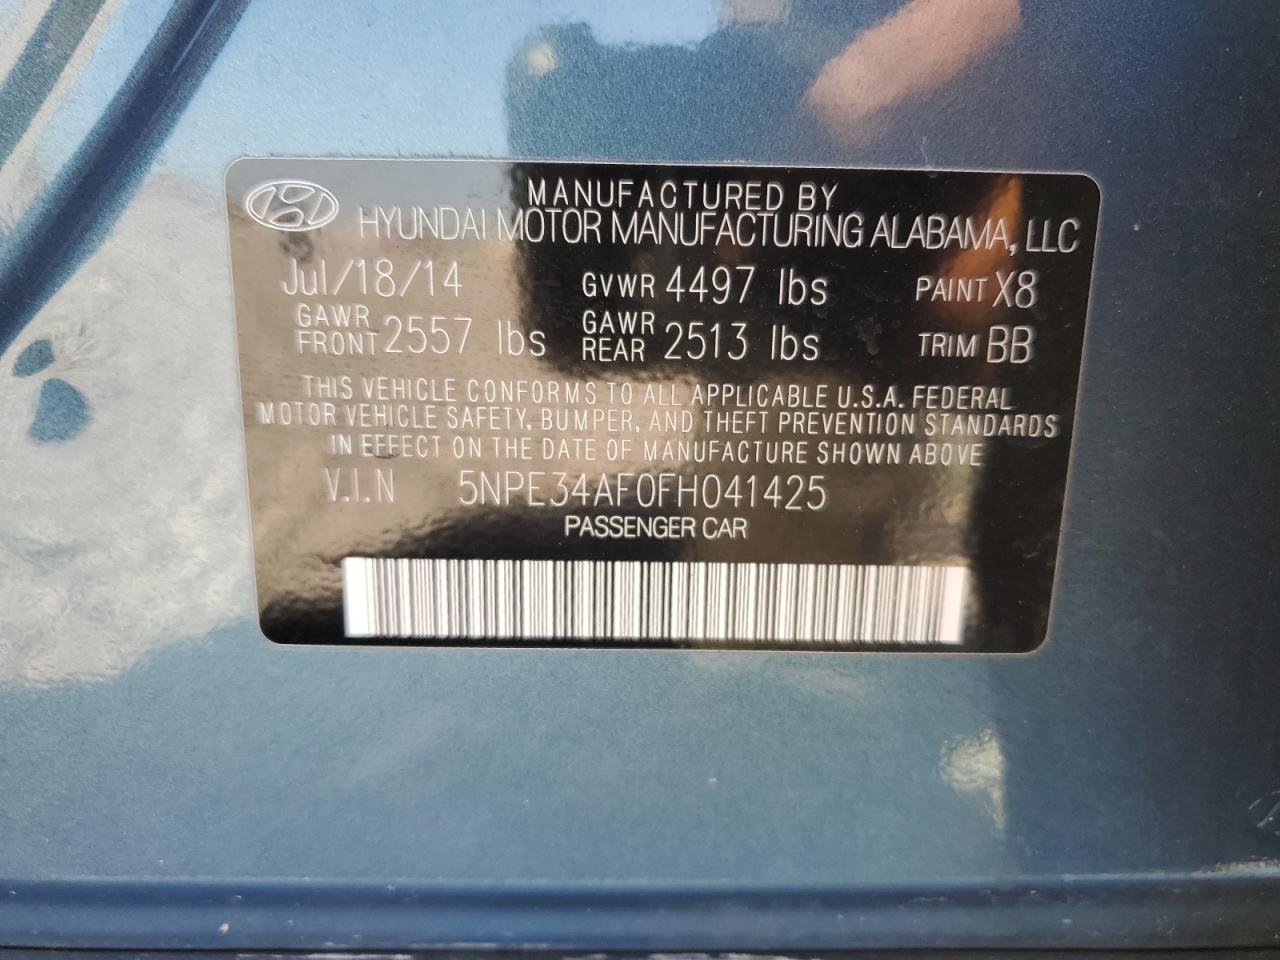 MANUFACTURED BY
HYUNDAI MOTOR MANUFACTURING ALABAMA, LLC
Jul/18/14 GVWR 4497 lbs PAINT X8
GAWR FRONT 2557 lbs GAWR REAR 2513 lbs TRIM BB
THIS VEHICLE CONFORMS TO ALL APPLICABLE U.S.A. FEDERAL
MOTOR VEHICLE SAFETY, BUMPER, AND THEFT PREVENTION STANDARDS
IN EFFECT ON THE DATE OF MANUFACTURE SHOWN ABOVE
V.I.N 5NPE34AF0FH041425
PASSENGER CAR